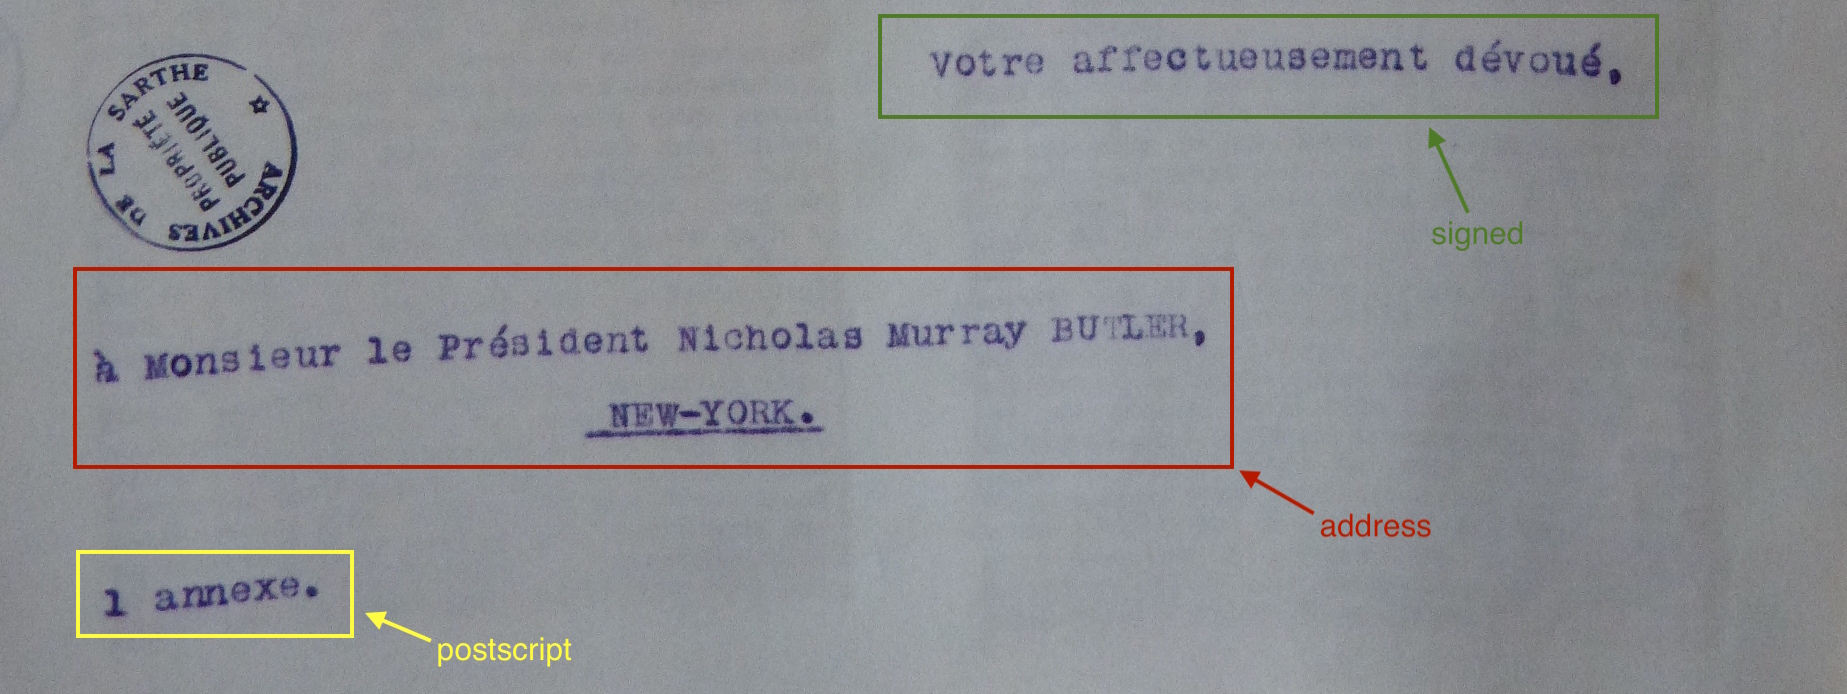 votre affectueusement dévoué,
signed
ARCHIVES DE LA SARTHE
PROPRIÉTÉ
PUBLIQUE
à Monsieur le Président Nicholas Murray BUTLER,
NEW-YORK.
address
1 annexe.
postscript